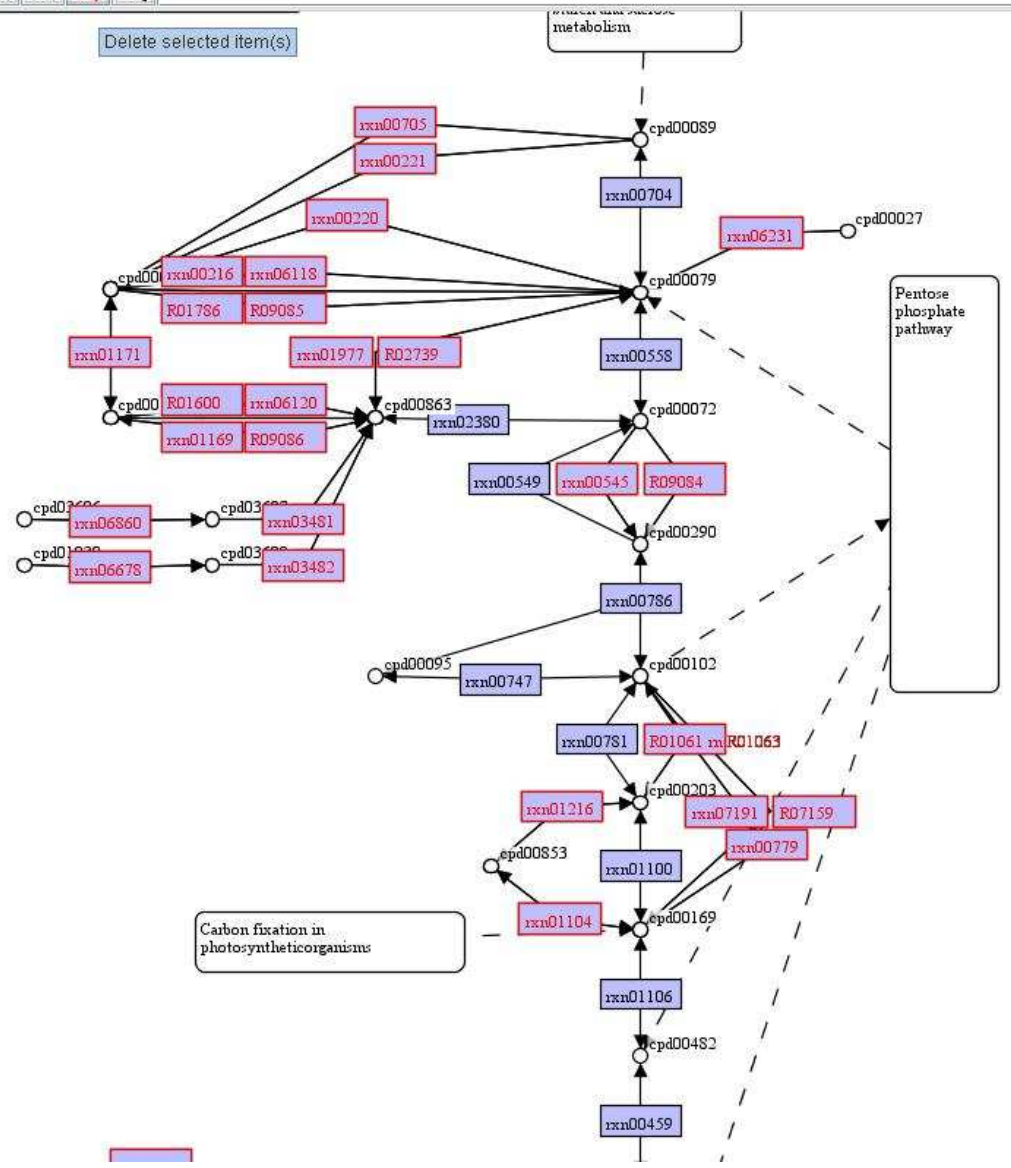 Delete selected item(s)
metabolism
rxn00705
cpd00089
rxn00221
rxn00704
rxn00220
cpd00027
rxn06231
rxn00216
rxn06118
cpd00079
R01786
R09085
Pentose
phosphate
pathway
rxn01171
rxn01977
R02739
rxn00558
R01600
rxn06120
cpd00863
cpd00072
rxn02380
rxn01169
R09086
rxn00549
rxn00545
R09084
rxn06860
rxn03481
cpd00290
rxn06678
rxn03482
rxn00786
cpd00095
cpd00102
rxn00747
rxn00781
R01061
R01063
cpd00203
rxn01216
rxn07191
R07159
rxn00779
cpd00853
rxn01100
rxn01104
cpd00169
Carbon fixation in
photosyntheticorganisms
rxn01106
cpd00482
rxn00459